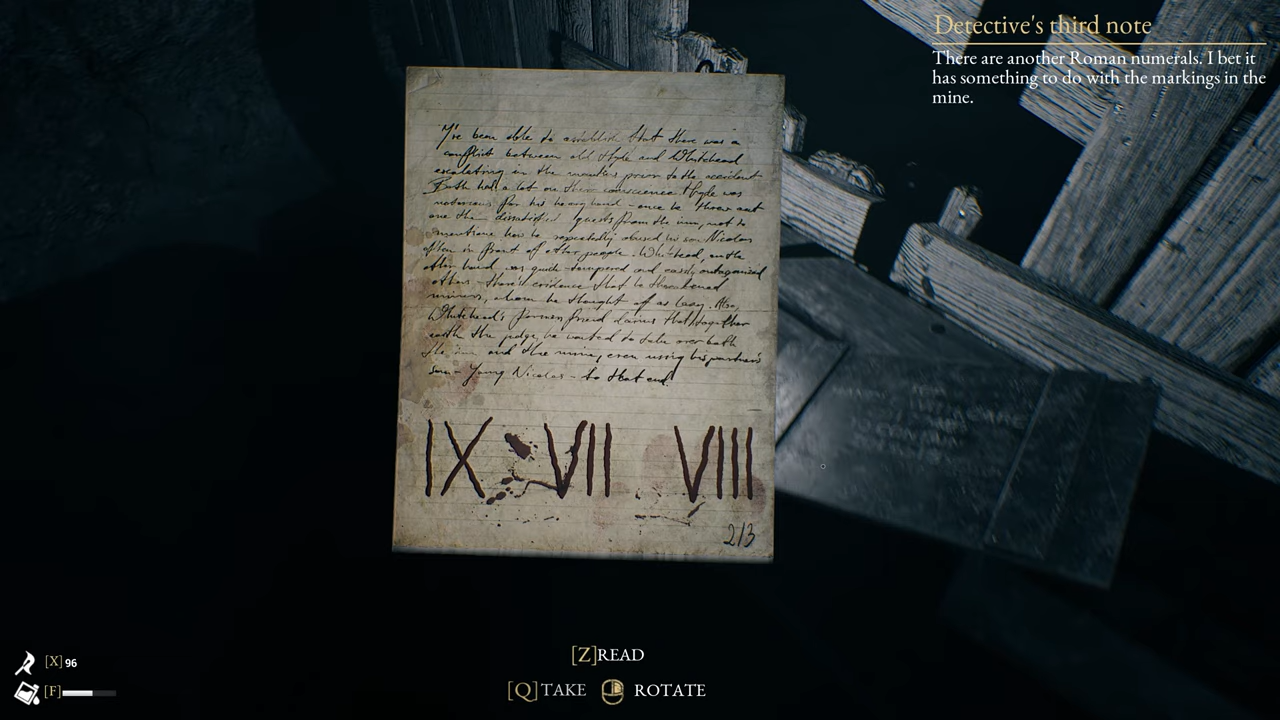 Detective's third note
There are another Roman numerals. I bet it
has something to do with the markings in the
mine.
I've been able to establish that there was a
conflict between old Hyde and Whitehead
escalating in the months prior to the accident
Both had a lot on their conscience. Hyde was
notorious for his heavy hand - once he threw out
one the dissatisfied guests from the inn, not to
mention how he repeatedly abused his son Nicolas
often in front of other people. Whitehead, on the
other hand, was quick-tempered and easily antagonized
others - there's evidence that he threatened
miners, whom he thought off as lazy. Also,
Whitehead's former friend claims that together
with the judge, he wanted to take over both
the inn and the mine, even using his partner's
son - young Nicolas - to that end.
IX VII VIII
2/3
[X] 96
[F]
[Z]READ
[Q]TAKE ROTATE